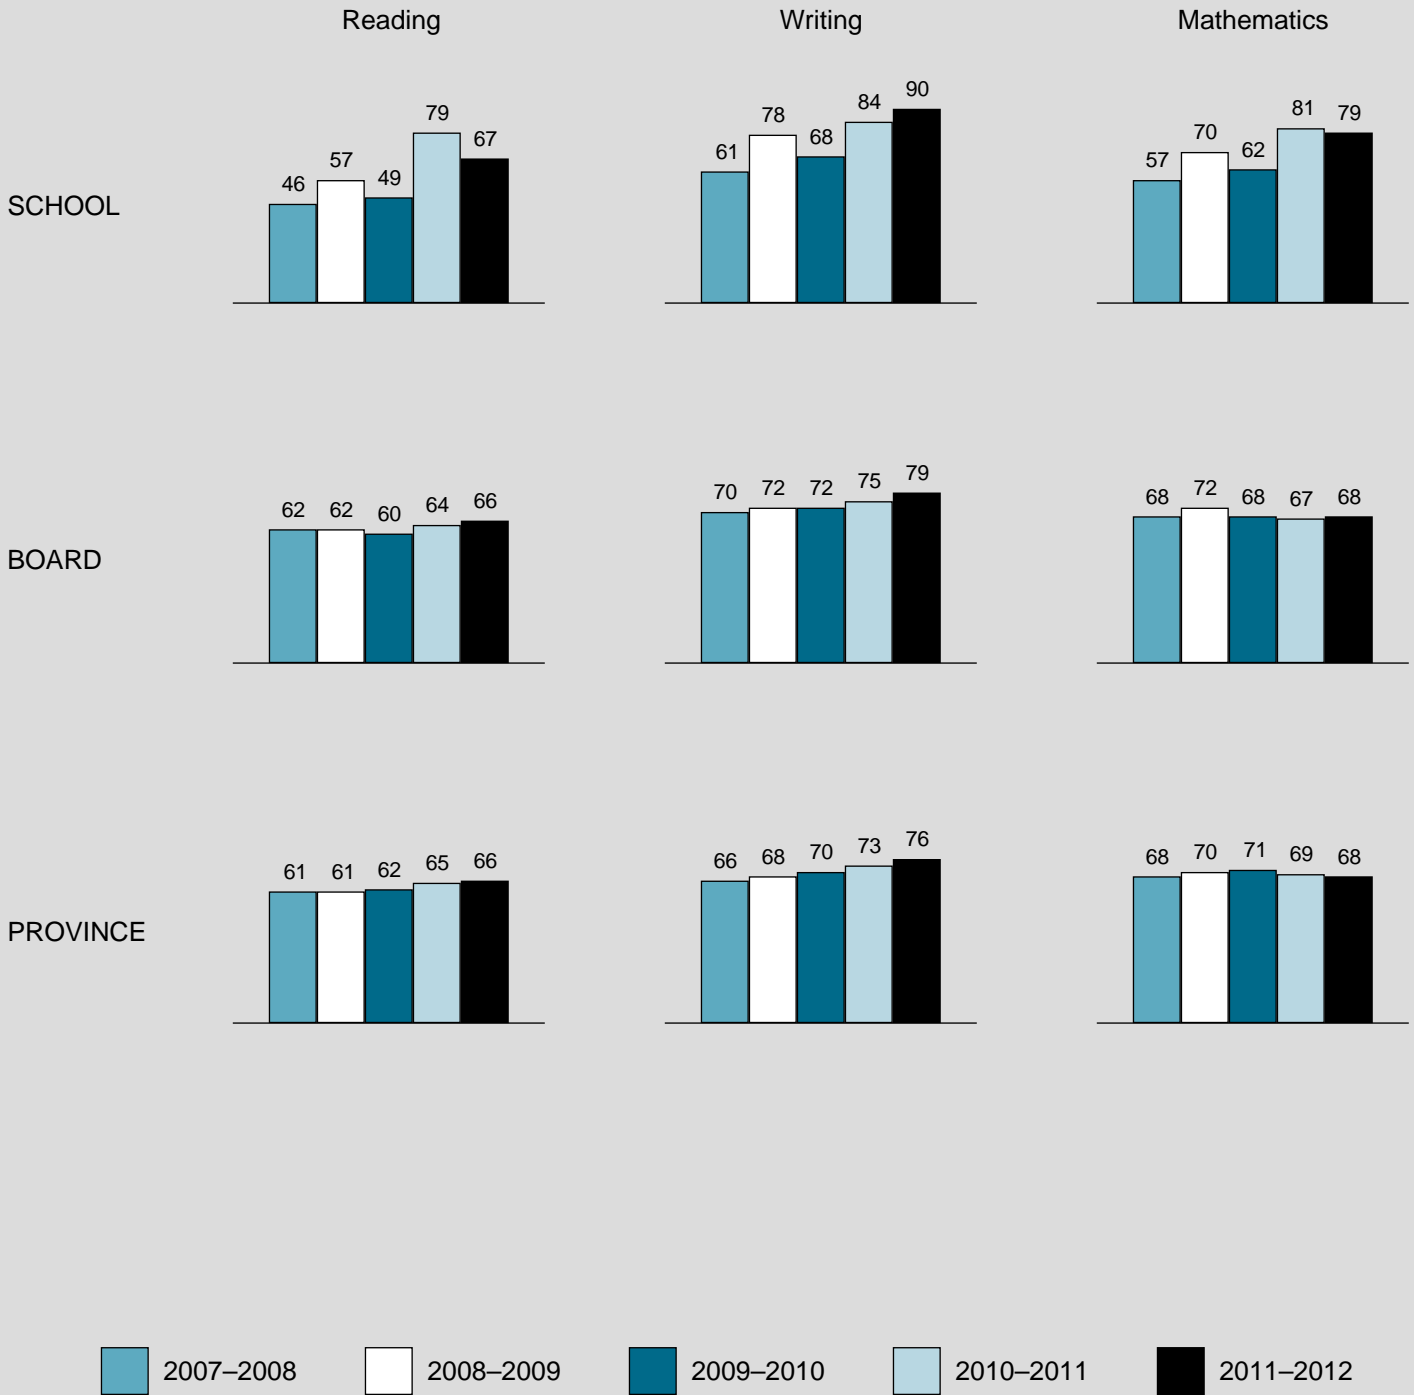 Reading Writing Mathematics
SCHOOL
46 57 49 79 67
61 78 68 84 90
57 70 62 81 79
BOARD
62 62 60 64 66
70 72 72 75 79
68 72 68 67 68
PROVINCE
61 61 62 65 66
66 68 70 73 76
68 70 71 69 68
2007–2008 2008–2009 2009–2010 2010–2011 2011–2012